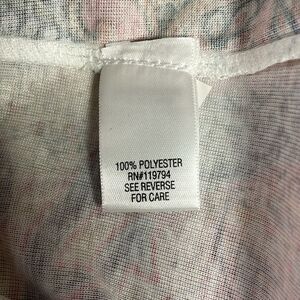 100% POLYESTER
RN#119794
SEE REVERSE
FOR CARE